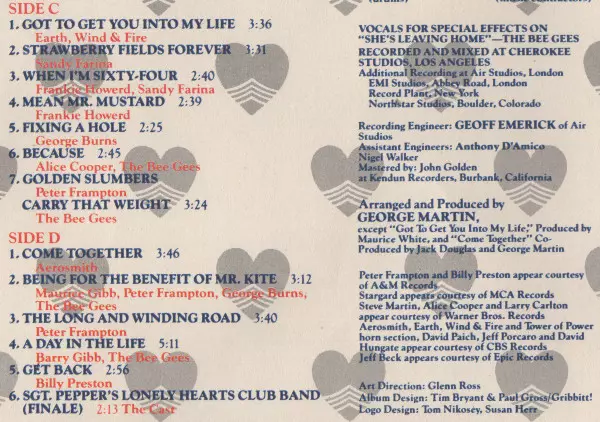 SIDE C
1. GOT TO GET YOU INTO MY LIFE 3:36
Earth, Wind & Fire
2. STRAWBERRY FIELDS FOREVER 3:31
Sandy Farina
3. WHEN I'M SIXTY-FOUR 2:40
Frankie Howerd, Sandy Farina
4. MEAN MR. MUSTARD 2:39
Frankie Howerd
5. FIXING A HOLE 2:25
George Burns
6. BECAUSE 2:45
Alice Cooper, The Bee Gees
7. GOLDEN SLUMBERS
Peter Frampton
CARRY THAT WEIGHT 3:24
The Bee Gees
SIDE D
1. COME TOGETHER 3:46
Aerosmith
2. BEING FOR THE BENEFIT OF MR. KITE 3:12
Maurice Gibb, Peter Frampton, George Burns,
The Bee Gees
3. THE LONG AND WINDING ROAD 3:40
Peter Frampton
4. A DAY IN THE LIFE 5:11
Barry Gibb, The Bee Gees
5. GET BACK 2:56
Billy Preston
6. SGT. PEPPER'S LONELY HEARTS CLUB BAND
(FINALE) 2:13 The Cast
VOCALS FOR SPECIAL EFFECTS ON
"SHE'S LEAVING HOME"—THE BEE GEES
RECORDED AND MIXED AT CHEROKEE
STUDIOS, LOS ANGELES
Additional Recording at Air Studios, London
EMI Studios, Abbey Road, London
Record Plant, New York
Northstar Studios, Boulder, Colorado
Recording Engineer: GEOFF EMERICK of Air
Studios
Assistant Engineers: Anthony D'Amico
Nigel Walker
Mastered by: John Golden
at Kendun Recorders, Burbank, California
Arranged and Produced by
GEORGE MARTIN,
except "Got To Get You Into My Life," Produced by
Maurice White, and "Come Together" Co-
Produced by Jack Douglas and George Martin
Peter Frampton and Billy Preston appear courtesy
of A&M Records
Stargard appears courtesy of MCA Records
Steve Martin, Alice Cooper and Larry Carlton
appear courtesy of Warner Bros. Records
Aerosmith, Earth, Wind & Fire and Tower of Power
horn section, David Paich, Jeff Porcaro and David
Hungate appear courtesy of CBS Records
Jeff Beck appears courtesy of Epic Records
Art Direction: Glenn Ross
Album Design: Tim Bryant & Paul Gross/Gribbitt!
Logo Design: Tom Nikosey, Susan Herr